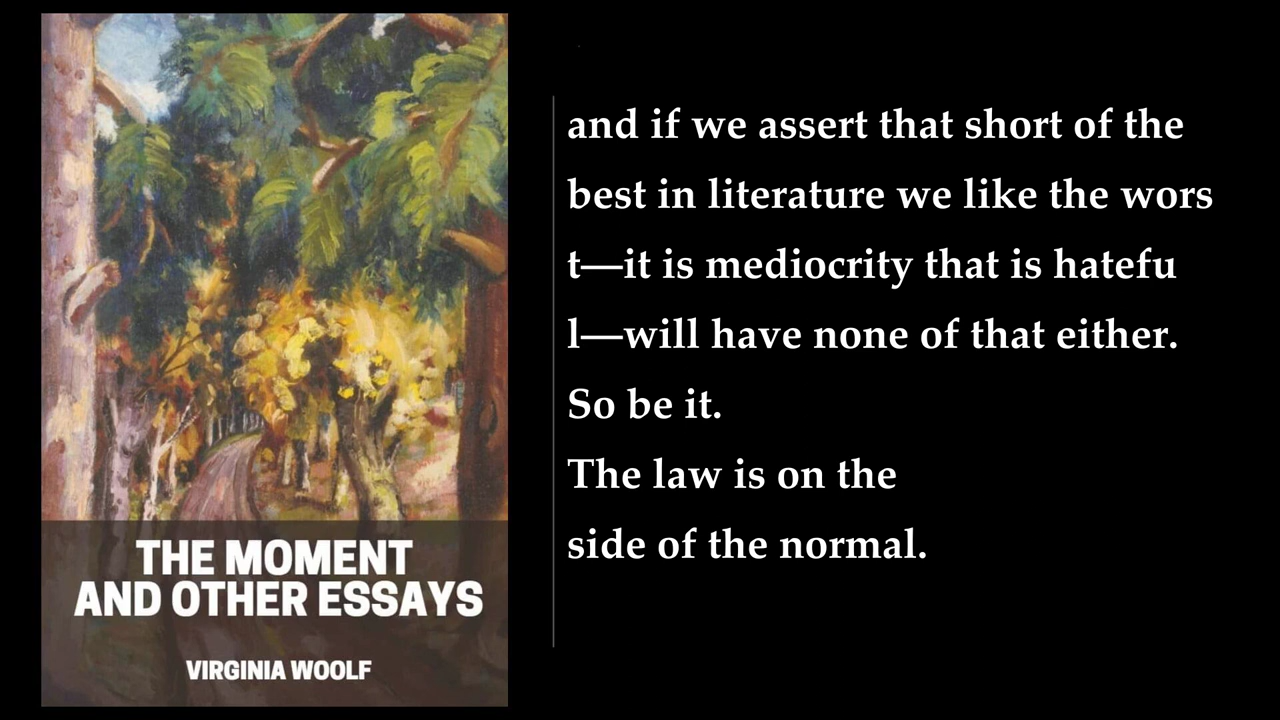 THE MOMENT
AND OTHER ESSAYS
VIRGINIA WOOLF
and if we assert that short of the
best in literature we like the wors
t—it is mediocrity that is hatefu
l—will have none of that either.
So be it.
The law is on the
side of the normal.